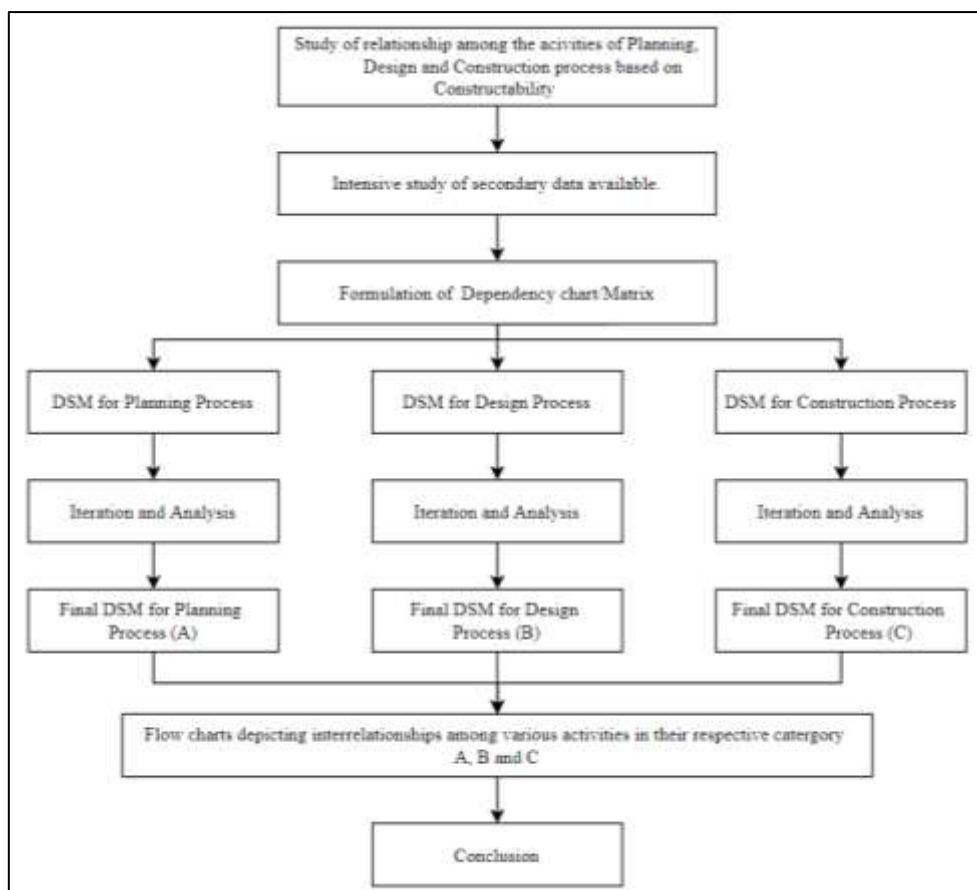 Study of relationship among the acivities of Planning,
Design and Construction process based on
Constructability
Intensive study of secondary data available.
Formulation of Dependency chart/Matrix
DSM for Planning Process
DSM for Design Process
DSM for Construction Process
Iteration and Analysis
Iteration and Analysis
Iteration and Analysis
Final DSM for Planning
Process (A)
Final DSM for Design
Process (B)
Final DSM for Construction
Process (C)
Flow charts depicting interrelationships among various activities in their respective catergory
A, B and C
Conclusion